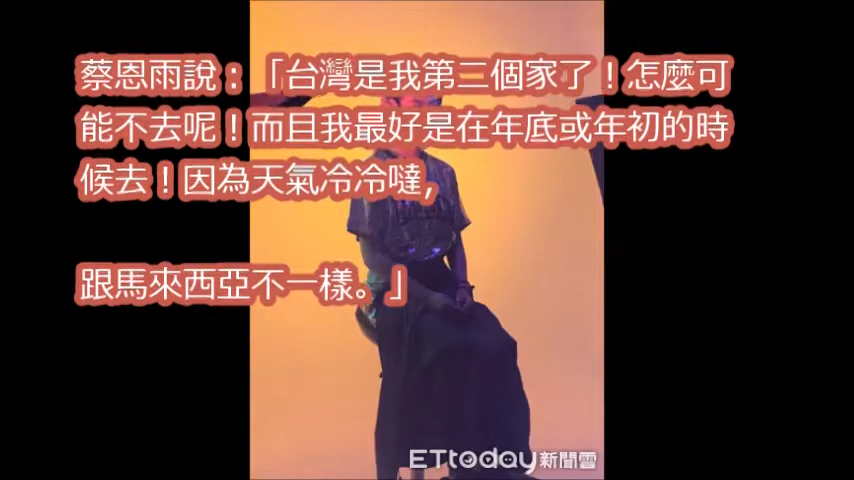 蔡恩雨說：「台灣是我第二個家了！怎麼可
能不去呢！而且我最好是在年底或年初的時
候去！因為天氣冷冷噠,
跟馬來西亞不一樣。」
ETtoday新聞雲